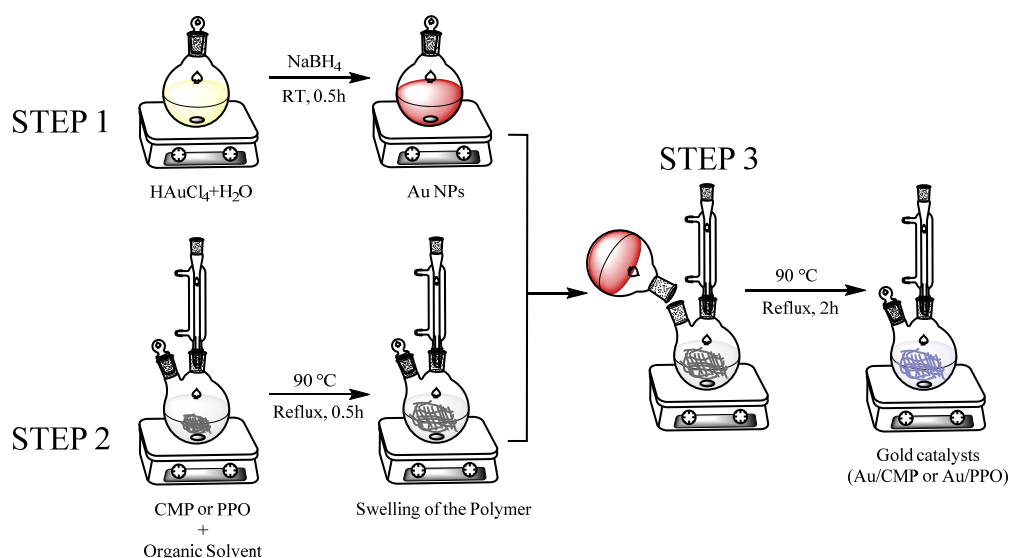 STEP 1
HAuCl₄+H₂O
NaBH₄
RT, 0.5h
Au NPs
STEP 2
CMP or PPO
+
Organic Solvent
90 °C
Reflux, 0.5h
Swelling of the Polymer
STEP 3
90 °C
Reflux, 2h
Gold catalysts
(Au/CMP or Au/PPO)